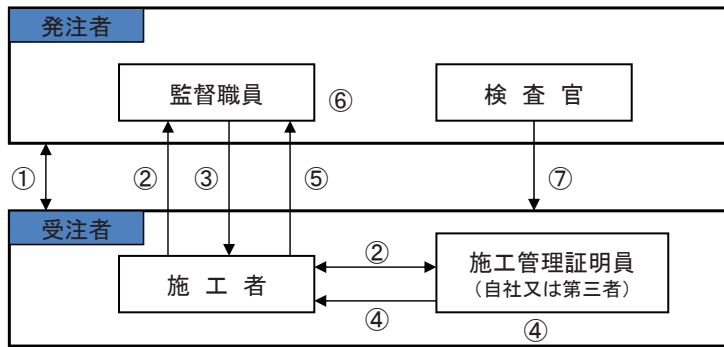 発注者
監督職員
⑥
検 査 官
①
②
③
⑤
⑦
受注者
施 工 者
②
④
施工管理証明員
（自社又は第三者）
④